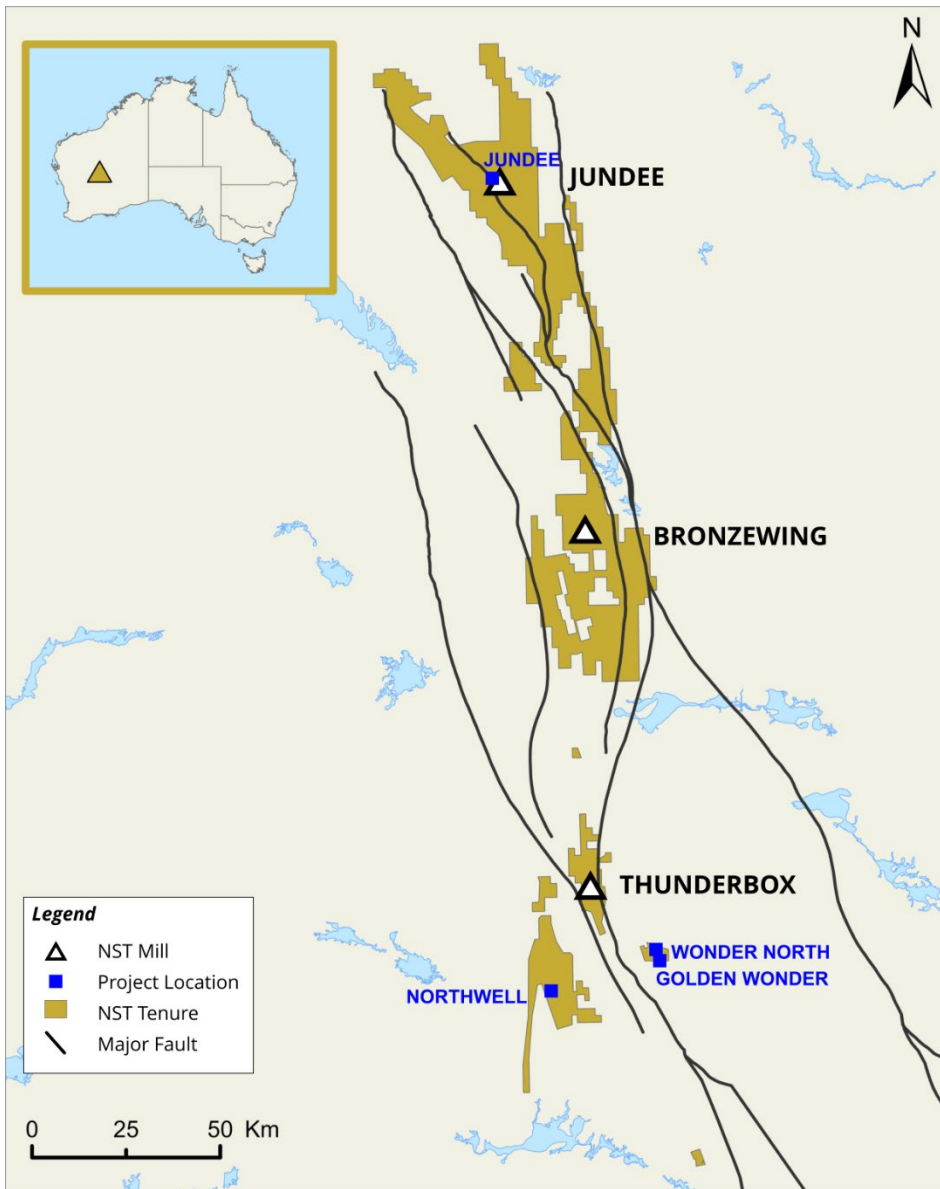 N
JUNDEE
JUNDEE
BRONZEWING
THUNDERBOX
WONDER NORTH
GOLDEN WONDER
NORTHWELL
Legend
NST Mill
Project Location
NST Tenure
Major Fault
0 25 50 Km